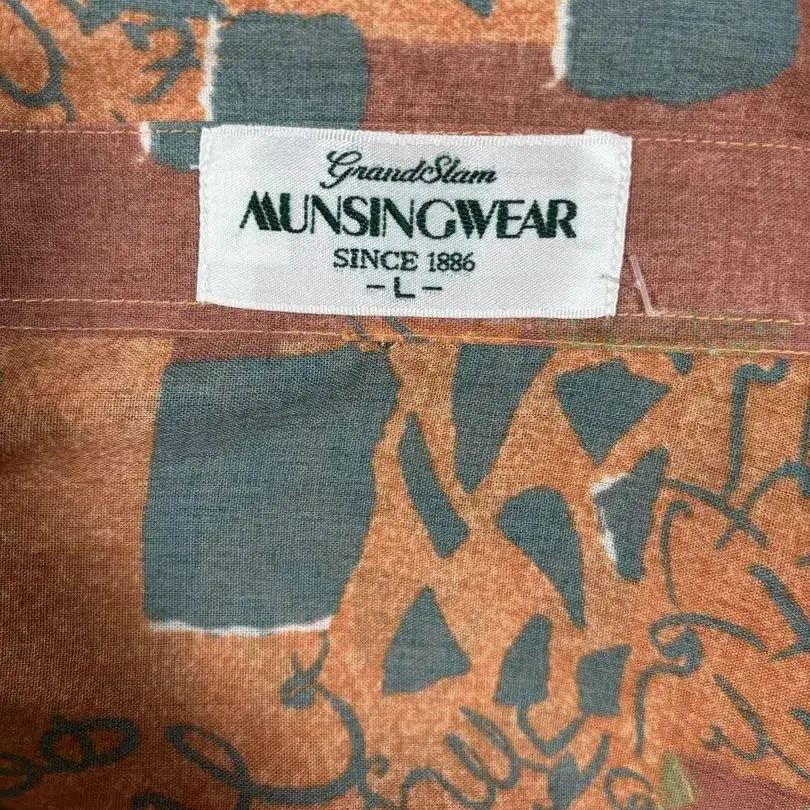 GrandSlam
MUNSINGWEAR
SINCE 1886
-L-